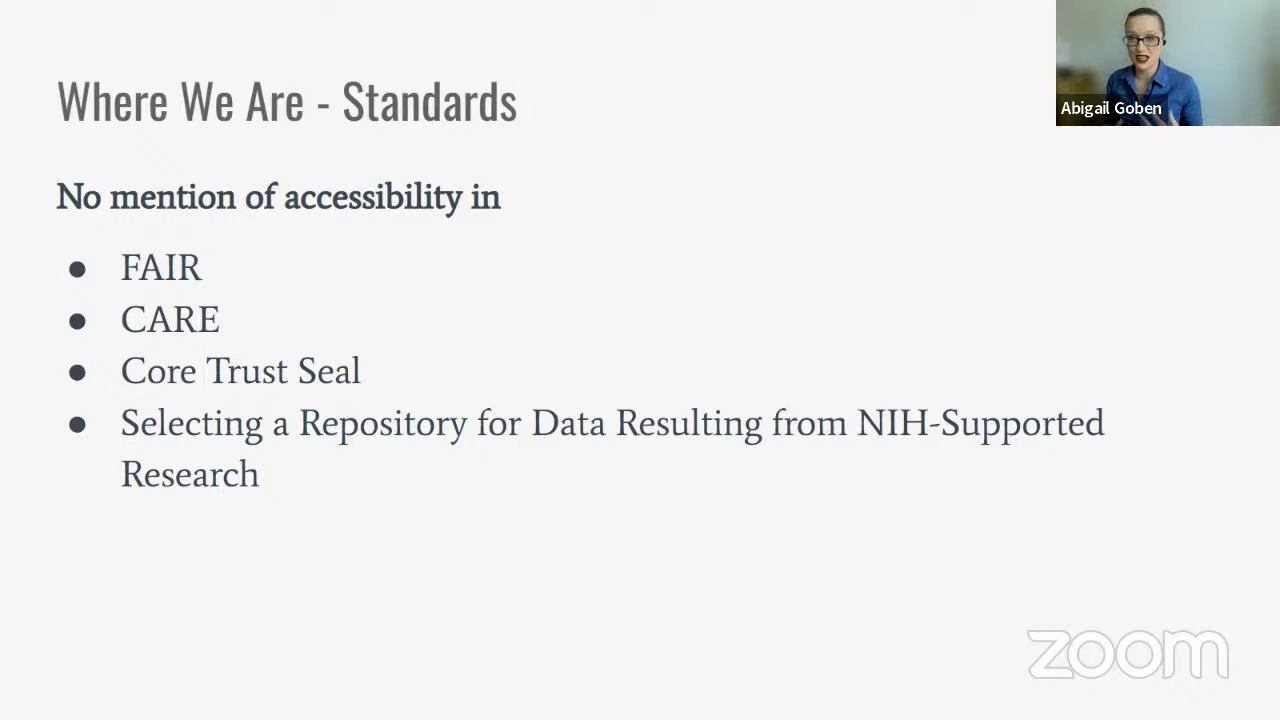 Where We Are - Standards
Abigail Goben
No mention of accessibility in
● FAIR
● CARE
● Core Trust Seal
● Selecting a Repository for Data Resulting from NIH-Supported
Research
zoom